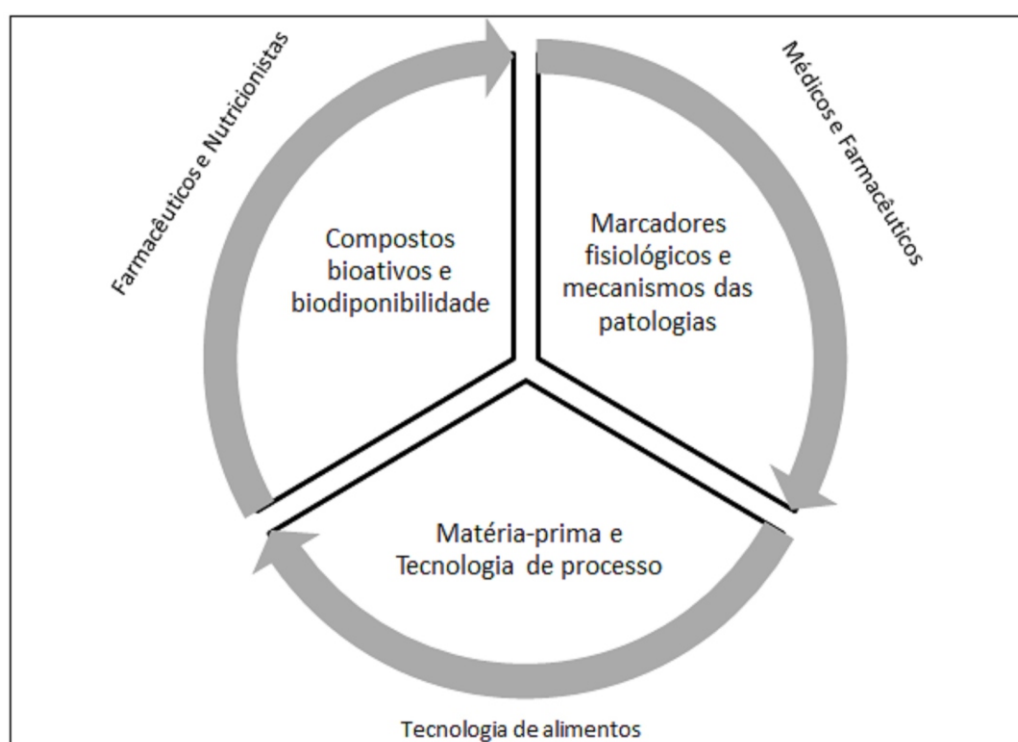 Farmacêuticos e Nutricionistas
Médicos e Farmacêuticos
Compostos
bioativos e
biodiponibilidade
Marcadores
fisiológicos e
mecanismos das
patologias
Matéria-prima e
Tecnologia de processo
Tecnologia de alimentos